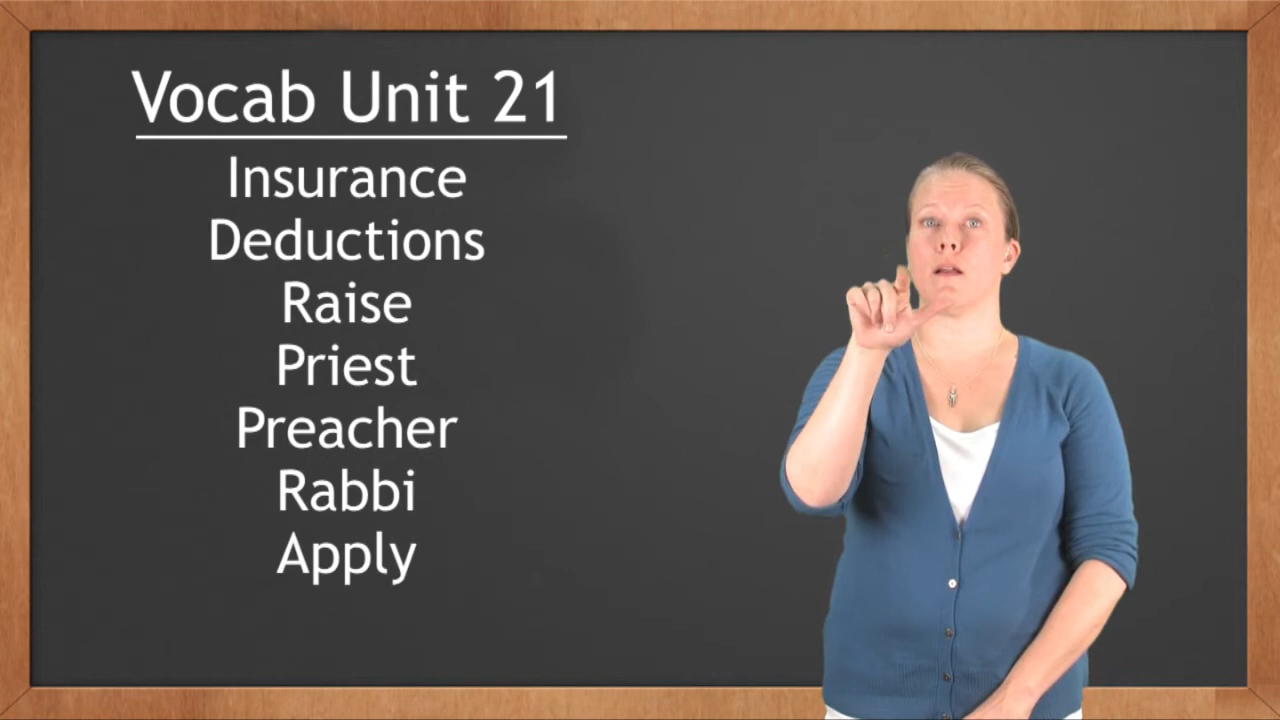 Vocab Unit 21
Insurance
Deductions
Raise
Priest
Preacher
Rabbi
Apply